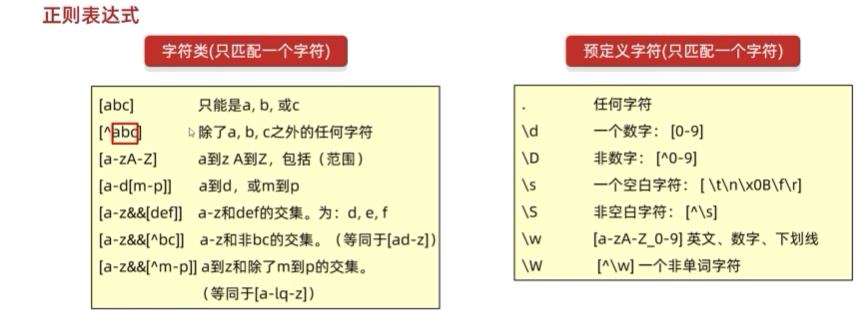 正则表达式
字符类(只匹配一个字符)
[abc] 只能是a, b, 或c
[^abc] 除了a, b, c之外的任何字符
[a-zA-Z] a到z A到Z，包括（范围）
[a-d[m-p]] a到d，或m到p
[a-z&&[def]] a-z和def的交集。为：d, e, f
[a-z&&[^bc]] a-z和非bc的交集。（等同于[ad-z]）
[a-z&&[^m-p]] a到z和除了m到p的交集。
（等同于[a-lq-z]）
预定义字符(只匹配一个字符)
. 任何字符
\d 一个数字： [0-9]
\D 非数字： [^0-9]
\s 一个空白字符： [ \t\n\x0B\f\r]
\S 非空白字符： [^\s]
\w [a-zA-Z_0-9] 英文、数字、下划线
\W [^\w] 一个非单词字符